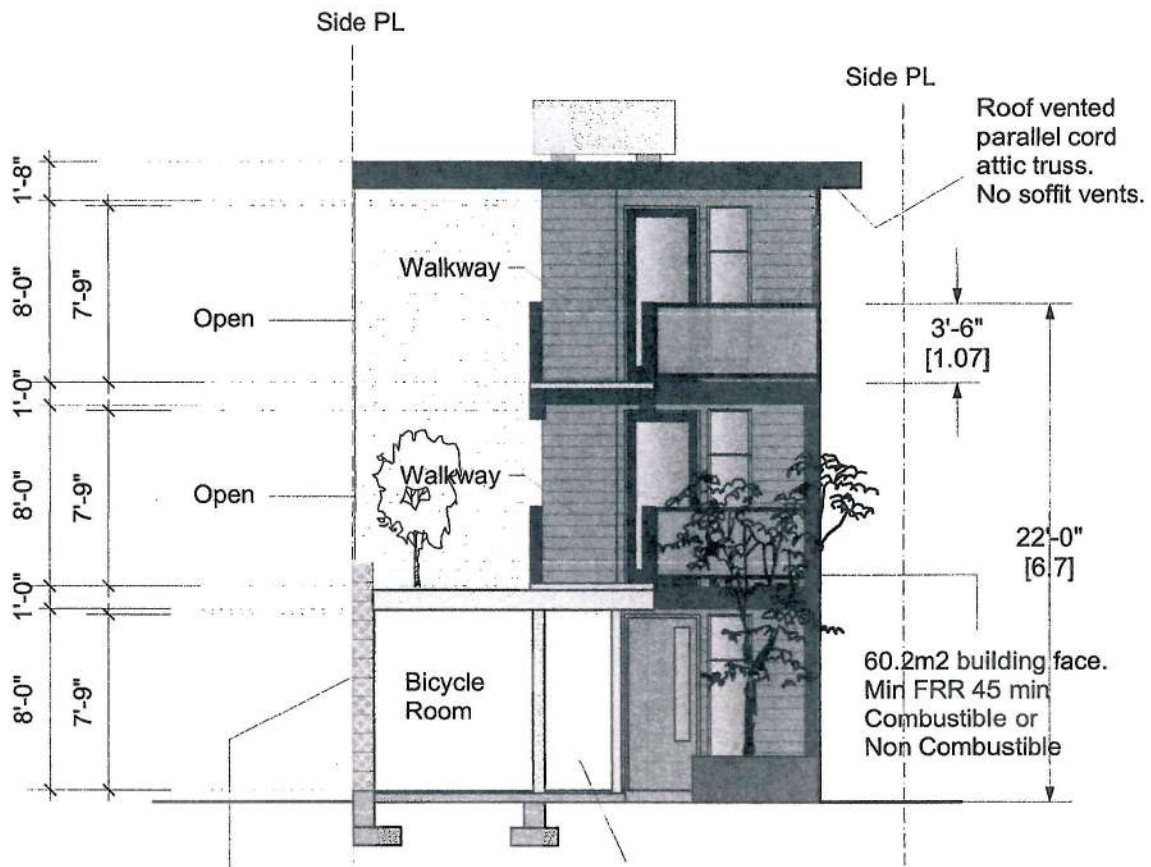 Side PL
Side PL
Roof vented
parallel cord
attic truss.
No soffit vents.
1'-8"
8'-0"
7'-9"
Walkway
Open
3'-6"
[1.07]
1'-0"
8'-0"
7'-9"
Walkway
Open
22'-0"
[6.7]
1'-0"
8'-0"
7'-9"
Bicycle
Room
60.2m2 building face.
Min FRR 45 min
Combustible or
Non Combustible